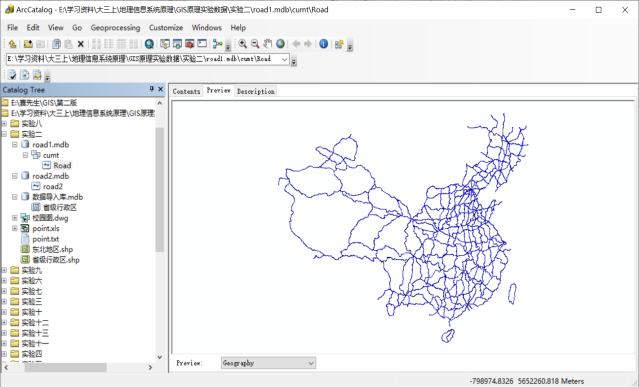 ArcCatalog - E:\学习资料\大三上\地理信息系统原理\GIS原理实验数据\实验二\road1.mdb\cumt\Road
File Edit View Go Geoprocessing Customize Windows Help
E:\学习资料\大三上\地理信息系统原理\GIS原理实验数据\实验二\road1.mdb\cumt\Road
Catalog Tree
Contents Preview Description
E:\学习资料\大三上\地理信息系统原理\GIS原理实
实验八
实验二
road1.mdb
cumt
Road
road2.mdb
road2
数据导入库.mdb
省级行政区
校园图.dwg
point.xls
point.txt
东北地区.shp
省级行政区.shp
实验九
实验六
实验七
实验三
实验十
实验十二
实验十三
实验十一
实验四
Preview: Geography
-798974.8326 5652260.818 Meters